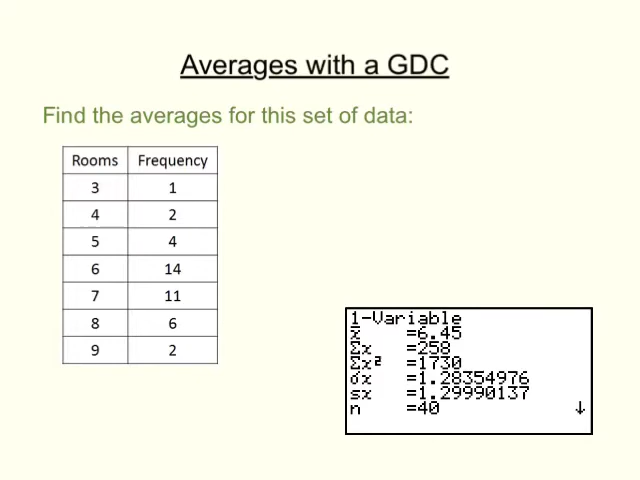 Averages with a GDC
Find the averages for this set of data:
Rooms Frequency
3 1
4 2
5 4
6 14
7 11
8 6
9 2
1-Variable
x̄ =6.45
Σx =258
Σx² =1730
σx =1.28354976
sx =1.29990137
n =40 ↓